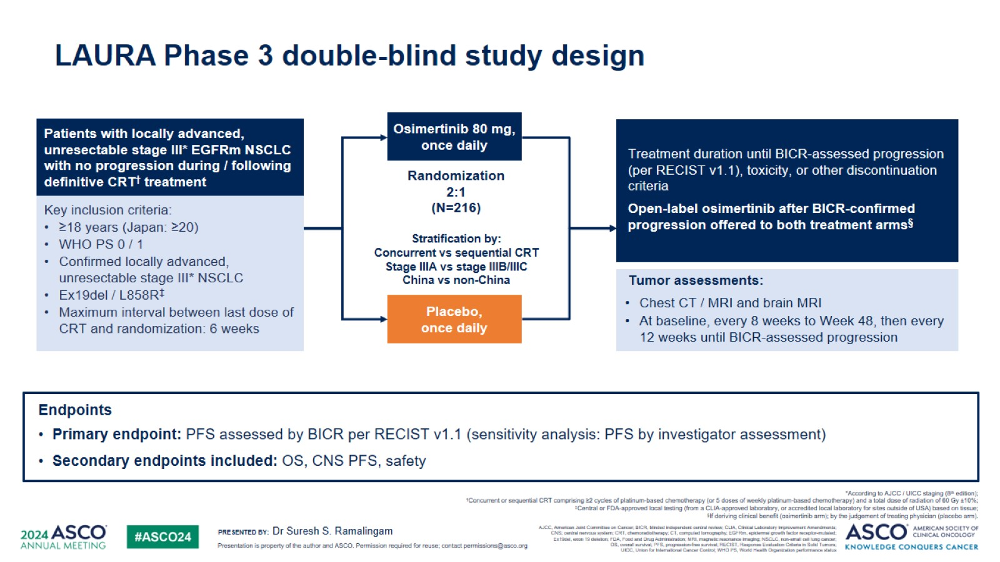 LAURA Phase 3 double-blind study design
Patients with locally advanced,
unresectable stage III* EGFRm NSCLC
with no progression during / following
definitive CRT† treatment
Key inclusion criteria:
• ≥18 years (Japan: ≥20)
• WHO PS 0 / 1
• Confirmed locally advanced,
unresectable stage III* NSCLC
• Ex19del / L858R‡
• Maximum interval between last dose of
CRT and randomization: 6 weeks
Osimertinib 80 mg,
once daily
Randomization
2:1
(N=216)
Stratification by:
Concurrent vs sequential CRT
Stage IIIA vs stage IIIB/IIIC
China vs non-China
Placebo,
once daily
Treatment duration until BICR-assessed progression
(per RECIST v1.1), toxicity, or other discontinuation
criteria
Open-label osimertinib after BICR-confirmed
progression offered to both treatment arms§
Tumor assessments:
• Chest CT / MRI and brain MRI
• At baseline, every 8 weeks to Week 48, then every
12 weeks until BICR-assessed progression
Endpoints
• Primary endpoint: PFS assessed by BICR per RECIST v1.1 (sensitivity analysis: PFS by investigator assessment)
• Secondary endpoints included: OS, CNS PFS, safety
*According to AJCC / UICC staging (8th edition);
†Concurrent or sequential CRT comprising ≥2 cycles of platinum-based chemotherapy (or 5 doses of weekly platinum-based chemotherapy) and a total dose of radiation of 60 Gy ±10%;
‡Central or FDA-approved local testing (from a CLIA-approved laboratory, or accredited local laboratory for sites outside of USA) based on tissue;
§If deriving clinical benefit (osimertinib arm); by the judgement of treating physician (placebo arm).
2024 ASCO®
ANNUAL MEETING
#ASCO24
PRESENTED BY: Dr Suresh S. Ramalingam
Presentation is property of the author and ASCO. Permission required for reuse; contact permissions@asco.org
AJCC, American Joint Committee on Cancer; BICR, blinded independent central review; CLIA, Clinical Laboratory Improvement Amendments;
CNS; central nervous system; CRT, chemoradiotherapy; CT, computed tomography; EGFRm, epidermal growth factor receptor-mutated;
Ex19del, exon 19 deletion; FDA, Food and Drug Administration; MRI, magnetic resonance imaging; NSCLC, non-small cell lung cancer;
OS, overall survival; PFS, progression-free survival; RECIST, Response Evaluation Criteria in Solid Tumors;
UICC, Union for International Cancer Control; WHO PS, World Health Organization performance status
ASCO® AMERICAN SOCIETY OF
CLINICAL ONCOLOGY
KNOWLEDGE CONQUERS CANCER